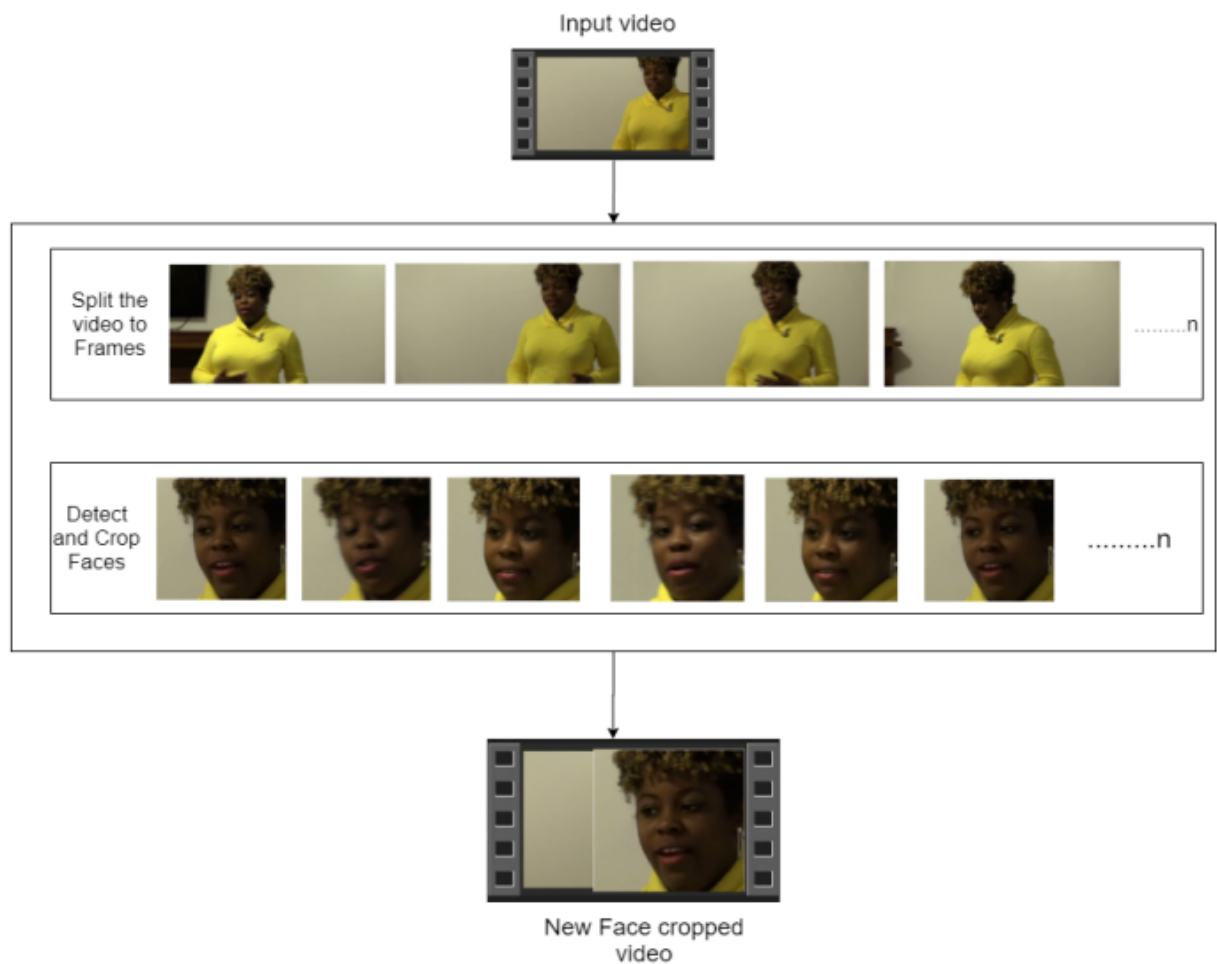 Input video
Split the
video to
Frames
.........n
Detect
and Crop
Faces
.........n
New Face cropped
video